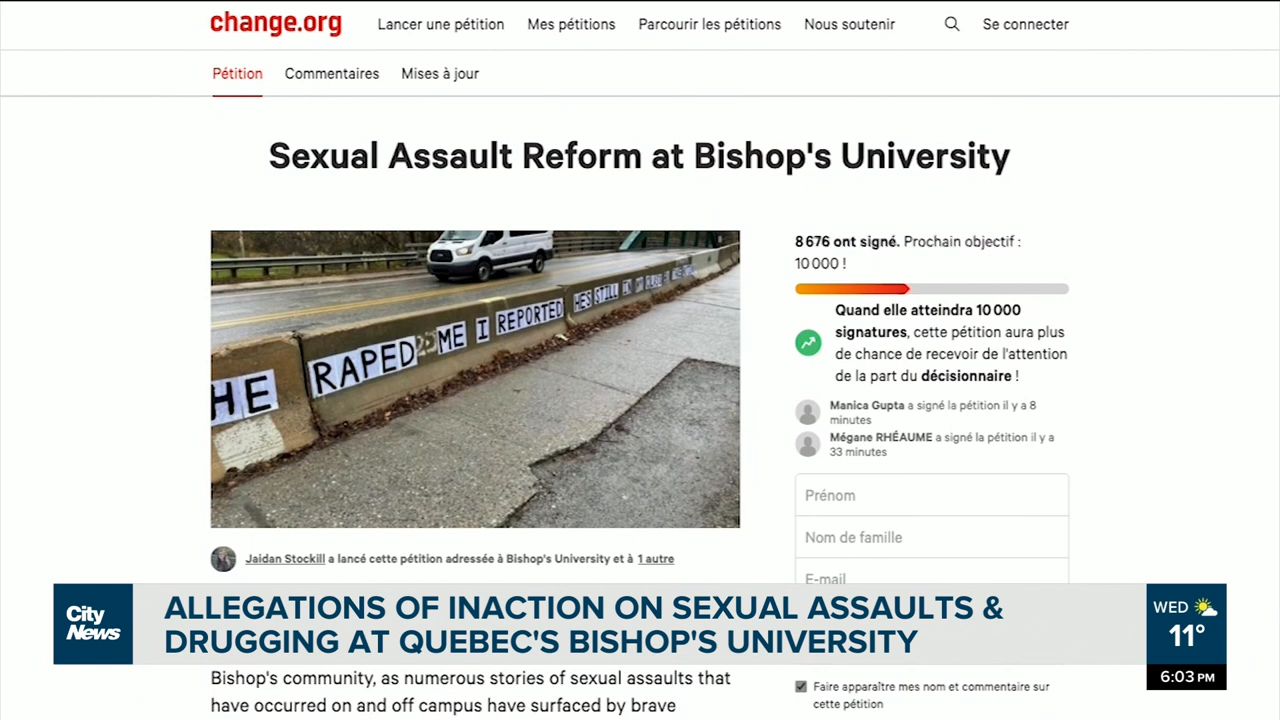 change.org
Lancer une pétition
Mes pétitions
Parcourir les pétitions
Nous soutenir
Se connecter
Pétition
Commentaires
Mises à jour
Sexual Assault Reform at Bishop's University
HE RAPED ME I REPORTED HES STILL IN MY CLASS
8 676 ont signé. Prochain objectif :
10 000 !
Quand elle atteindra 10 000
signatures, cette pétition aura plus
de chance de recevoir de l'attention
de la part du décisionnaire !
Manica Gupta a signé la pétition il y a 8
minutes
Mégane RHÉAUME a signé la pétition il y a
33 minutes
Prénom
Nom de famille
E-mail
Jaidan Stockill a lancé cette pétition adressée à Bishop's University et à 1 autre
City
News
ALLEGATIONS OF INACTION ON SEXUAL ASSAULTS &
DRUGGING AT QUEBEC'S BISHOP'S UNIVERSITY
WED
11°
6:03 PM
Bishop's community, as numerous stories of sexual assaults that
have occurred on and off campus have surfaced by brave
Faire apparaître mes nom et commentaire sur
cette pétition